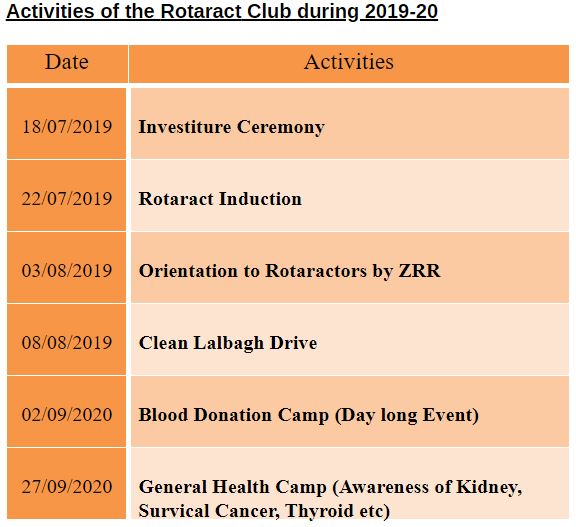 Activities of the Rotaract Club during 2019-20
Date Activities
18/07/2019 Investiture Ceremony
22/07/2019 Rotaract Induction
03/08/2019 Orientation to Rotaractors by ZRR
08/08/2019 Clean Lalbagh Drive
02/09/2020 Blood Donation Camp (Day long Event)
27/09/2020 General Health Camp (Awareness of Kidney,
Survical Cancer, Thyroid etc)